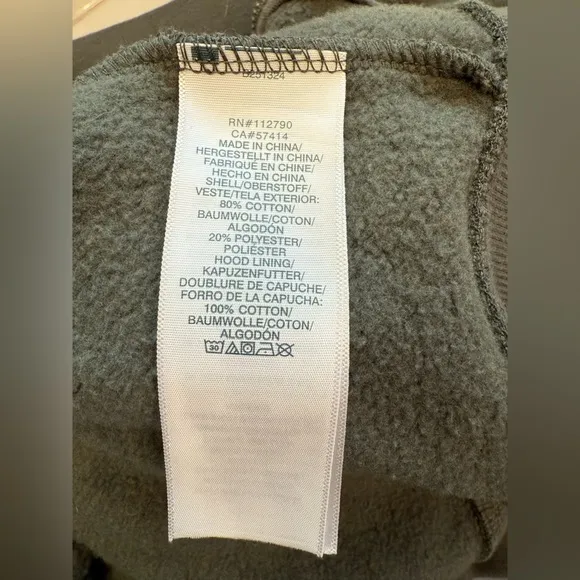 RN#112790
CA#57414
MADE IN CHINA/
HERGESTELLT IN CHINA/
FABRIQUÉ EN CHINE/
HECHO EN CHINA
SHELL/OBERSTOFF/
VESTE/TELA EXTERIOR:
80% COTTON/
BAUMWOLLE/COTON/
ALGODÓN
20% POLYESTER/
POLIÉSTER
HOOD LINING/
KAPUZENFUTTER/
DOUBLURE DE CAPUCHE/
FORRO DE LA CAPUCHA:
100% COTTON/
BAUMWOLLE/COTON/
ALGODÓN
30